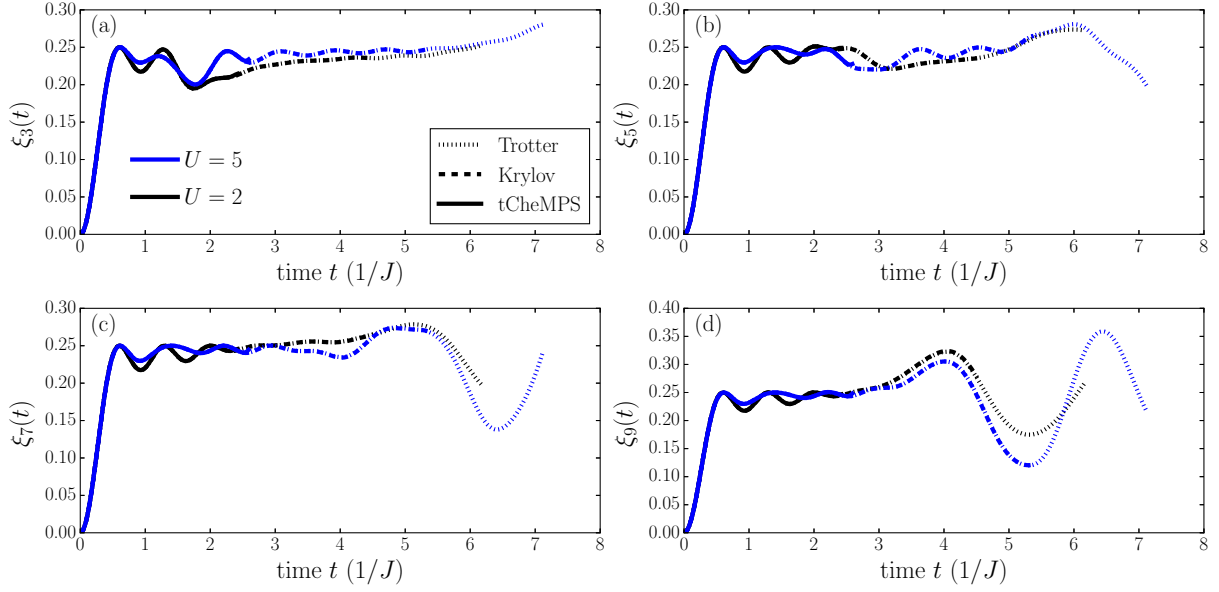 (a)
0.30
0.25
0.20
0.15
0.10
0.05
0.00
ξ₃(t)
U = 5
U = 2
Trotter
Krylov
tCheMPS
0 1 2 3 4 5 6 7 8
time t (1/J)
(b)
0.30
0.25
0.20
0.15
0.10
0.05
0.00
ξ₅(t)
0 1 2 3 4 5 6 7 8
time t (1/J)
(c)
0.30
0.25
0.20
0.15
0.10
0.05
0.00
ξ₇(t)
0 1 2 3 4 5 6 7 8
time t (1/J)
(d)
0.40
0.35
0.30
0.25
0.20
0.15
0.10
0.05
0.00
ξ₉(t)
0 1 2 3 4 5 6 7 8
time t (1/J)